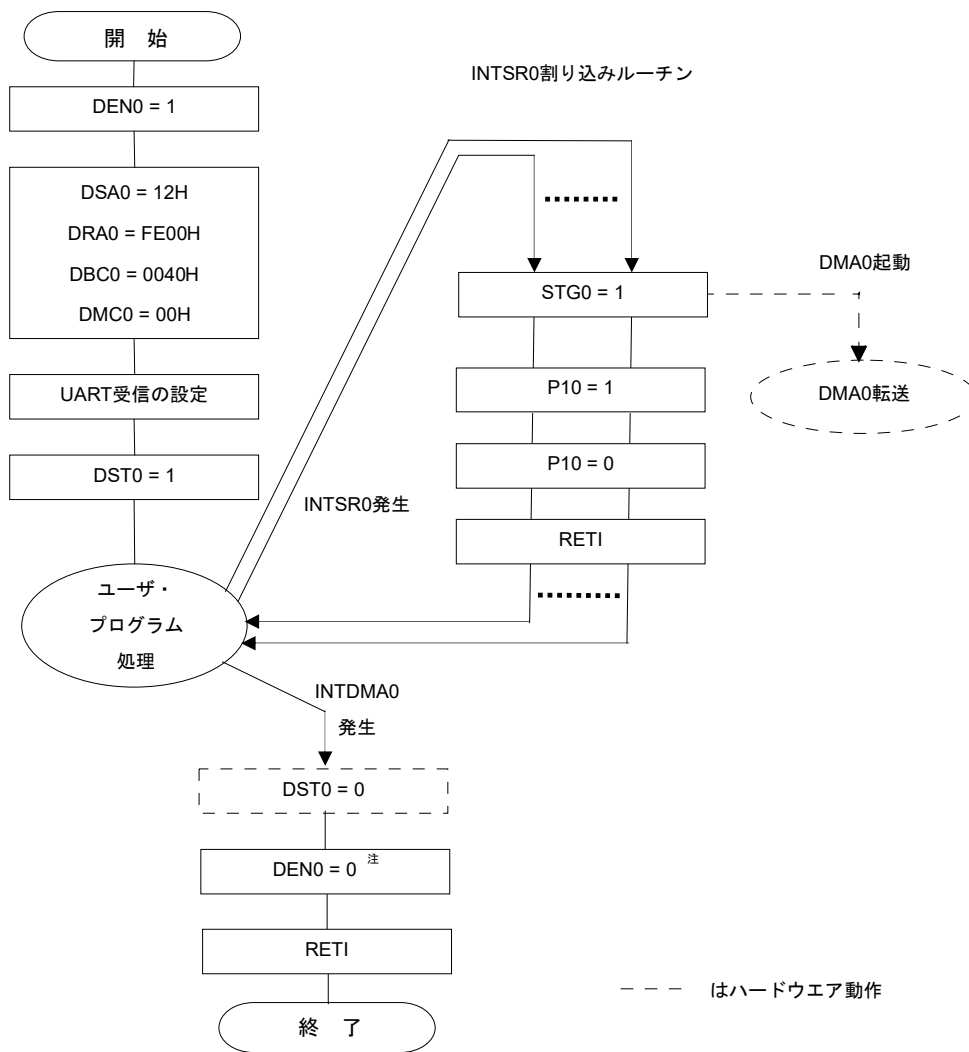 開　始
DEN0 = 1
DSA0 = 12H
DRA0 = FE00H
DBC0 = 0040H
DMC0 = 00H
UART受信の設定
DST0 = 1
ユーザ・
プログラム
処理
INTSR0発生
INTSR0割り込みルーチン
STG0 = 1
P10 = 1
P10 = 0
RETI
DMA0起動
DMA0転送
INTDMA0
発生
DST0 = 0
DEN0 = 0 注
RETI
終　了
はハードウエア動作